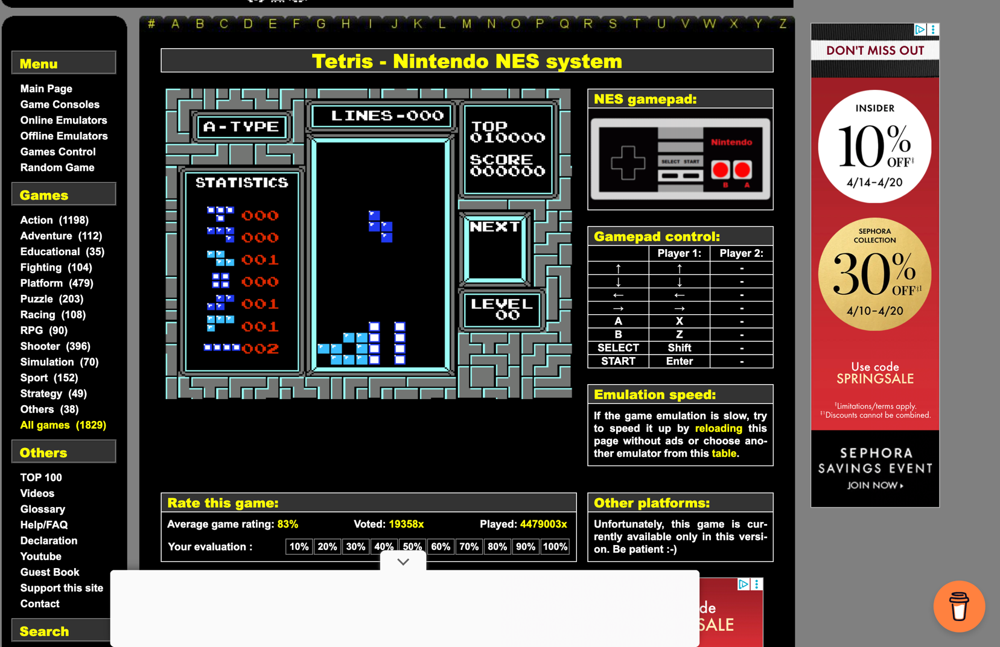 # A B C D E F G H I J K L M N O P Q R S T U V W X Y Z
Menu
Main Page
Game Consoles
Online Emulators
Offline Emulators
Games Control
Random Game
Games
Action (1198)
Adventure (112)
Educational (35)
Fighting (104)
Platform (479)
Puzzle (203)
Racing (108)
RPG (90)
Shooter (396)
Simulation (70)
Sport (152)
Strategy (49)
Others (38)
All games (1829)
Others
TOP 100
Videos
Glossary
Help/FAQ
Declaration
Youtube
Guest Book
Support this site
Contact
Search
Tetris - Nintendo NES system
A-TYPE
LINES-000
TOP
010000
SCORE
000000
STATISTICS
000
000
001
000
001
001
002
NEXT
LEVEL
00
NES gamepad:
Nintendo
SELECT START
B A
Gamepad control:
Player 1: Player 2:
↑ ↑ -
↓ ↓ -
← ← -
→ → -
A X -
B Z -
SELECT Shift -
START Enter -
Emulation speed:
If the game emulation is slow, try
to speed it up by reloading this
page without ads or choose ano-
ther emulator from this table.
Rate this game:
Average game rating: 83% Voted: 19358x Played: 4479003x
Your evaluation : 10% 20% 30% 40% 50% 60% 70% 80% 90% 100%
Other platforms:
Unfortunately, this game is cur-
rently available only in this versi-
on. Be patient :-)
de
SALE
DON'T MISS OUT
INSIDER
10% OFF‡
4/14–4/20
SEPHORA
COLLECTION
30% OFF‡1
4/10–4/20
Use code
SPRINGSALE
‡Limitations/terms apply.
‡1Discounts cannot be combined.
SEPHORA
SAVINGS EVENT
JOIN NOW ▸